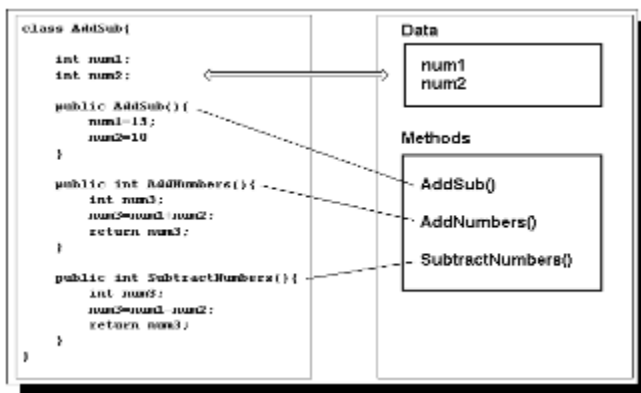 class AddSub{
int num1;
int num2;
public AddSub(){
num1=15;
num2=10
}
public int AddNumbers(){
int num3;
num3=num1+num2;
return num3;
}
public int SubtractNumbers(){
int num3;
num3=num1-num2;
return num3;
}
}
Data
num1
num2
Methods
AddSub()
AddNumbers()
SubtractNumbers()